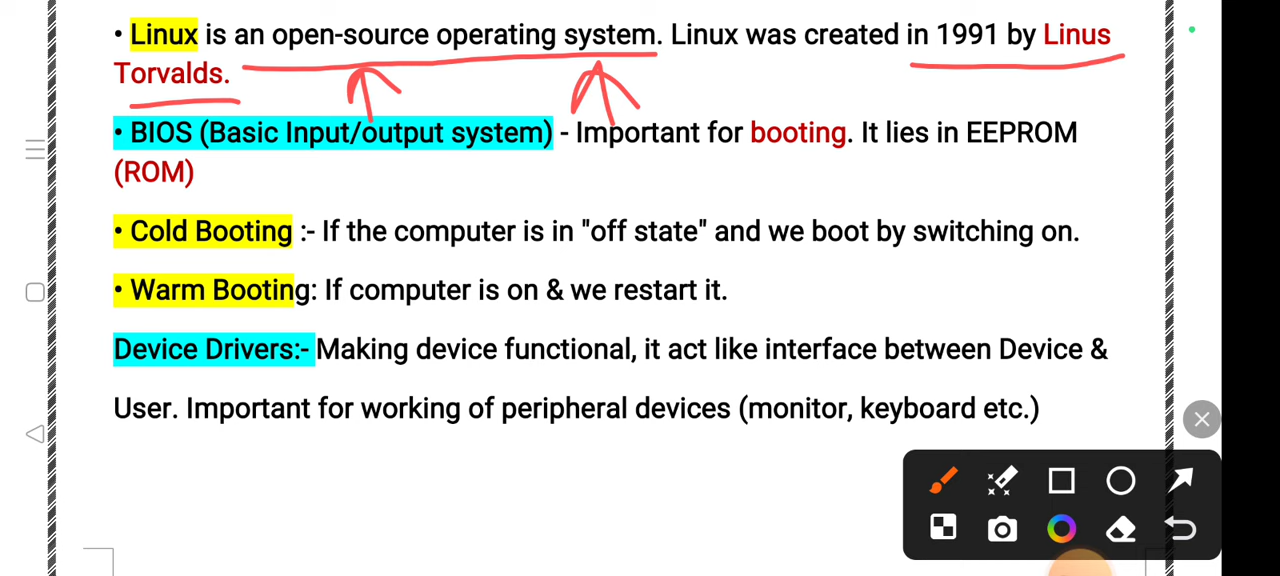 • Linux is an open-source operating system. Linux was created in 1991 by Linus
Torvalds.
• BIOS (Basic Input/output system) - Important for booting. It lies in EEPROM
(ROM)
• Cold Booting :- If the computer is in "off state" and we boot by switching on.
• Warm Booting: If computer is on & we restart it.
Device Drivers:- Making device functional, it act like interface between Device &
User. Important for working of peripheral devices (monitor, keyboard etc.)